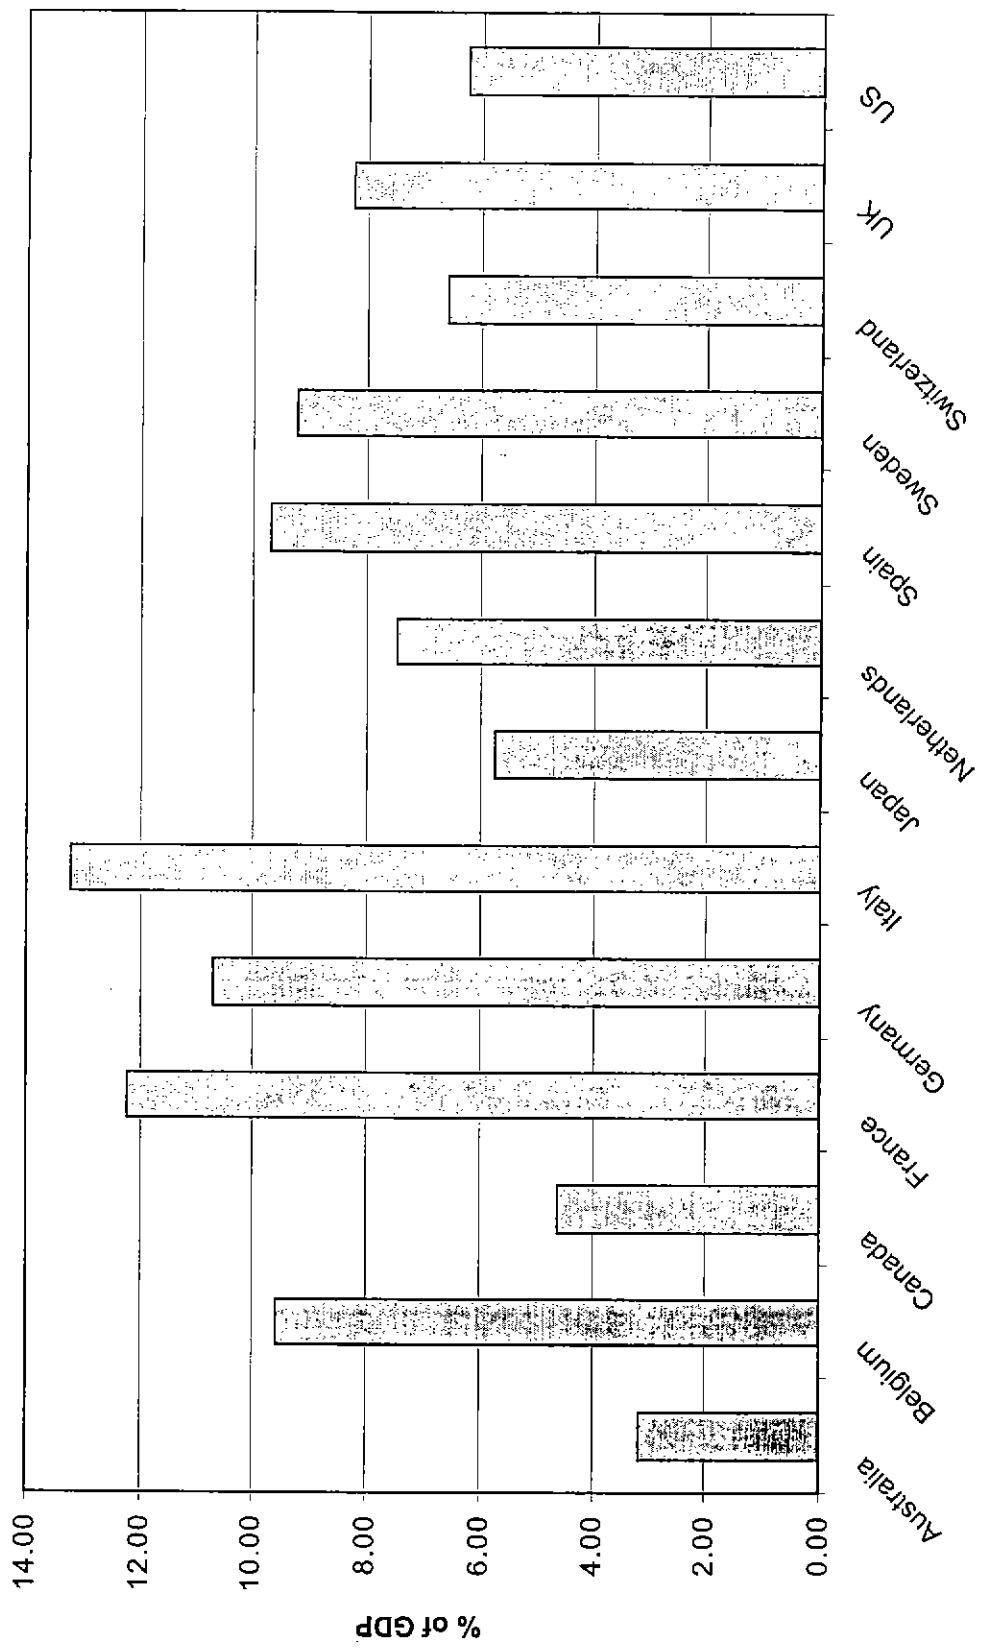 % of GDP
14.00
12.00
10.00
8.00
6.00
4.00
2.00
0.00
Australia
Belgium
Canada
France
Germany
Italy
Japan
Netherlands
Spain
Sweden
Switzerland
UK
US